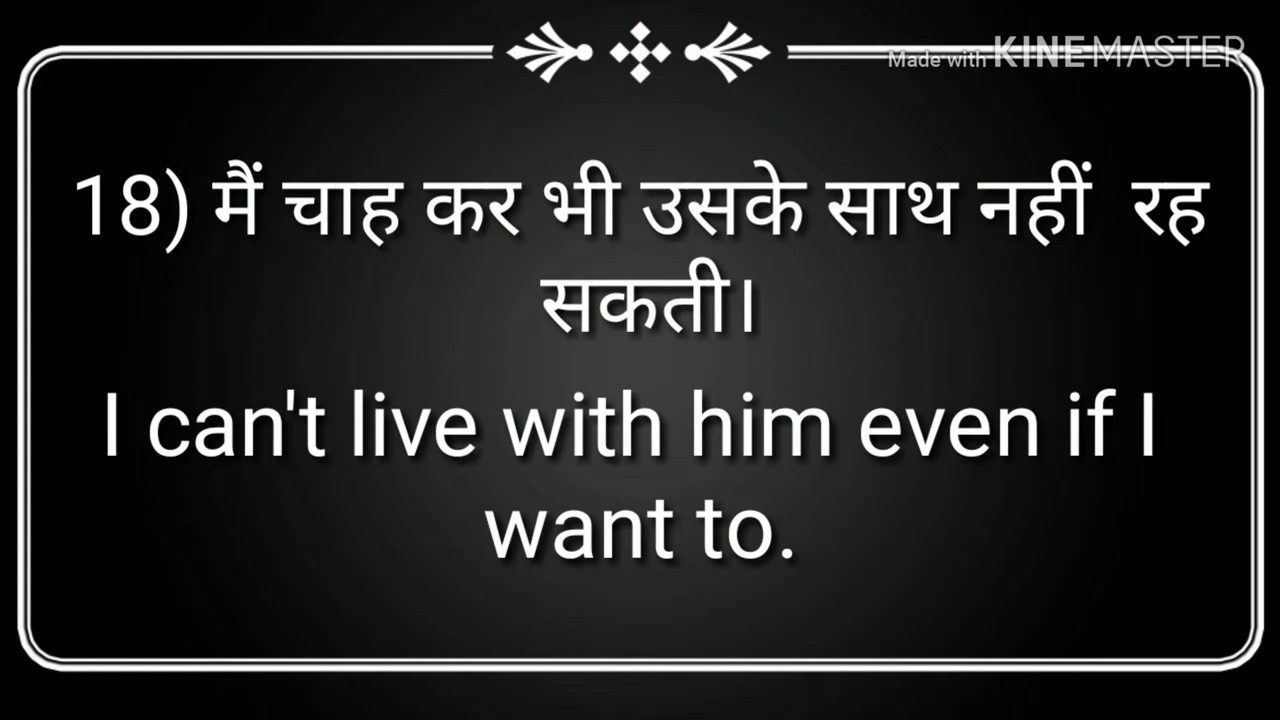 Made with KINEMASTER
18) मैं चाह कर भी उसके साथ नहीं रह
सकती।
I can't live with him even if I
want to.